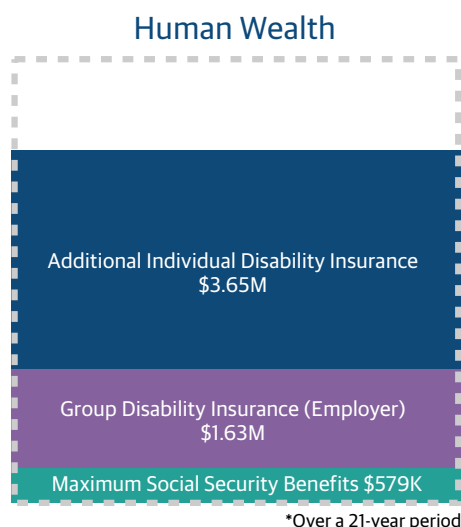 Human Wealth
Additional Individual Disability Insurance
$3.65M
Group Disability Insurance (Employer)
$1.63M
Maximum Social Security Benefits $579K
*Over a 21-year period